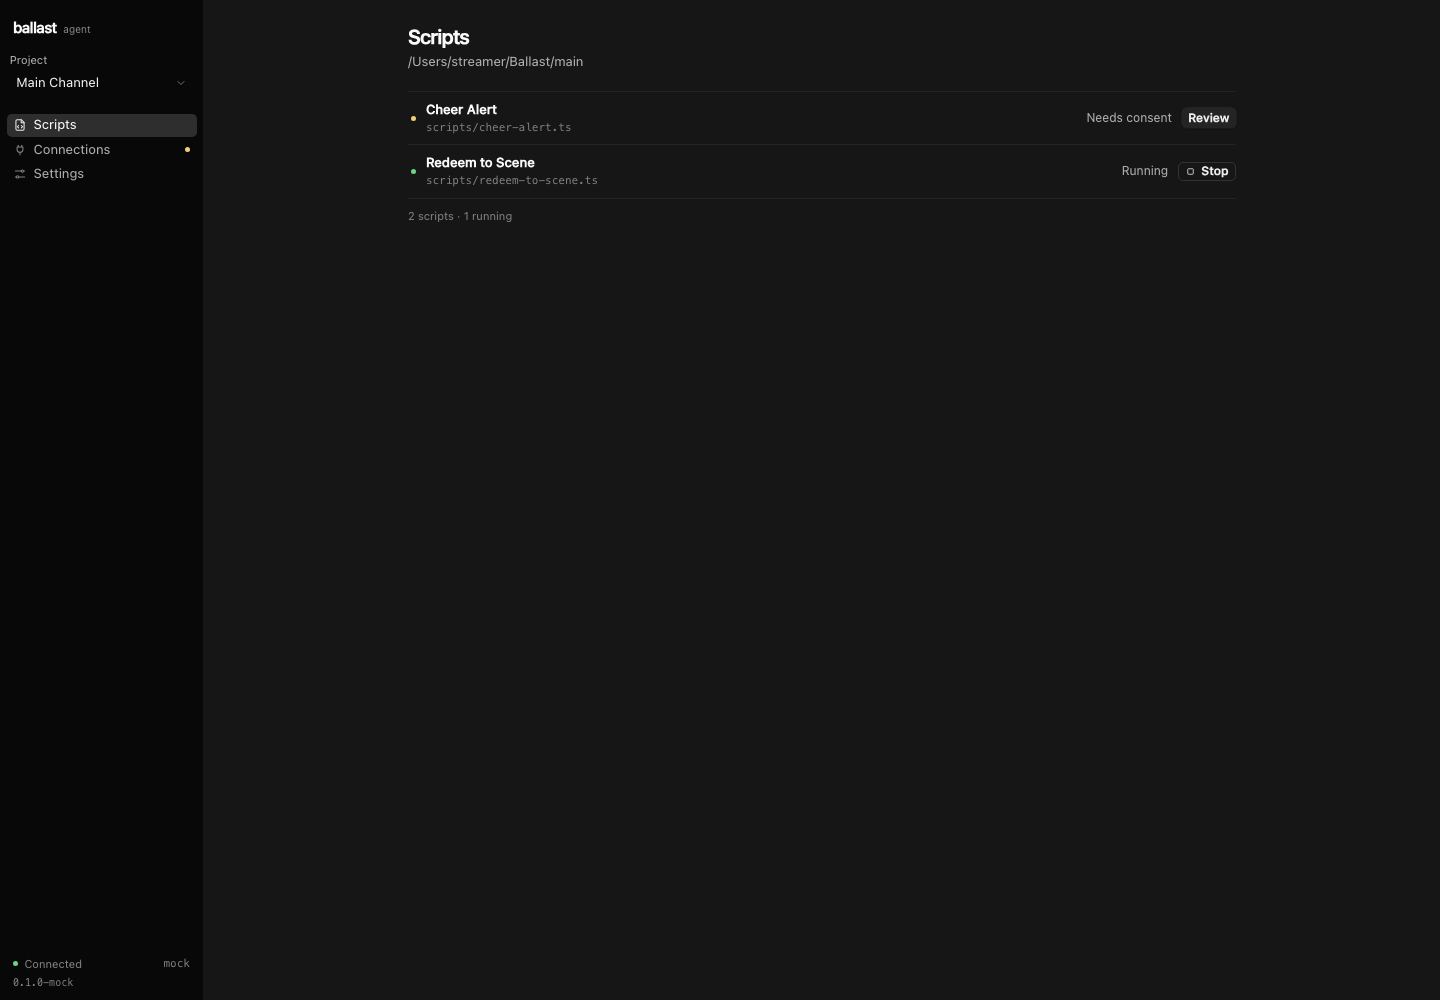 ballast agent
Project
Main Channel
Scripts
Connections
Settings
Connected mock
0.1.0-mock
Scripts
/Users/streamer/Ballast/main
Cheer Alert
scripts/cheer-alert.ts
Needs consent Review
Redeem to Scene
scripts/redeem-to-scene.ts
Running Stop
2 scripts · 1 running